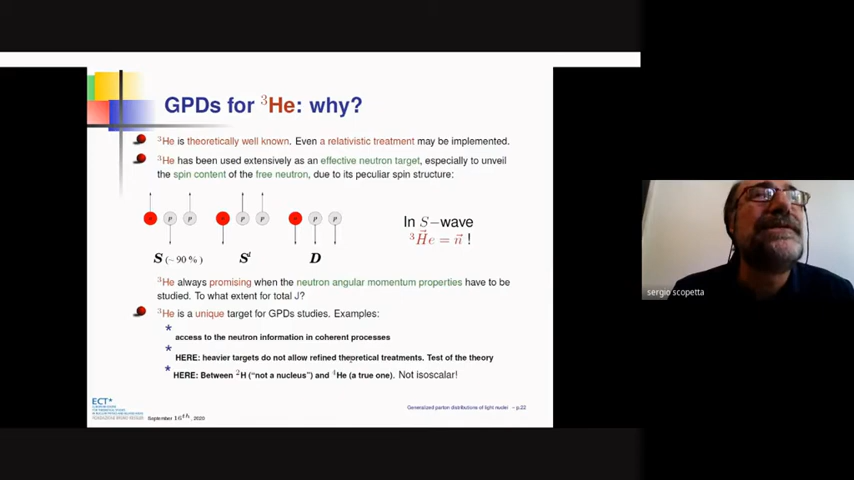 GPDs for ³He: why?
³He is theoretically well known. Even a relativistic treatment may be implemented.
³He has been used extensively as an effective neutron target, especially to unveil
the spin content of the free neutron, due to its peculiar spin structure:
p p p p p p
In S−wave
³H⃗e = n⃗ !
S (~ 90 %) S' D
³He always promising when the neutron angular momentum properties have to be
studied. To what extent for total J?
³He is a unique target for GPDs studies. Examples:
* access to the neutron information in coherent processes
* HERE: heavier targets do not allow refined theoretical treatments. Test of the theory
* HERE: Between ²H ("not a nucleus") and ⁴He (a true one). Not isoscalar!
ECT*
September 16th, 2020
Generalized parton distributions of light nuclei – p.22
sergio scopetta